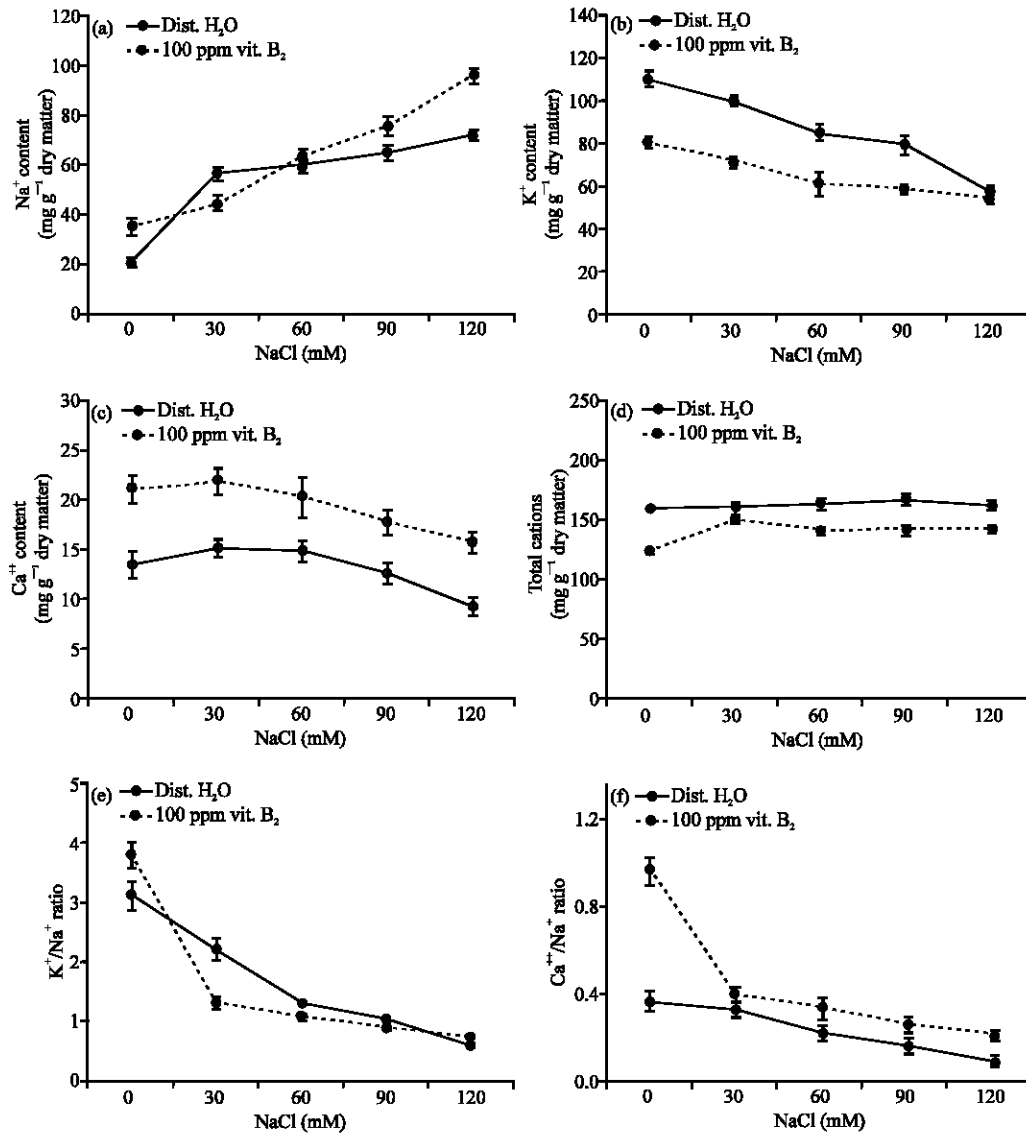 (a)
Dist. H₂O
100 ppm vit. B₂
Na⁺ content
(mg g⁻¹ dry matter)
120
100
80
60
40
20
0
0 30 60 90 120
NaCl (mM)
(b)
Dist. H₂O
100 ppm vit. B₂
K⁺ content
(mg g⁻¹ dry matter)
140
120
100
80
60
40
20
0
0 30 60 90 120
NaCl (mM)
(c)
Dist. H₂O
100 ppm vit. B₂
Ca⁺⁺ content
(mg g⁻¹ dry matter)
30
25
20
15
10
5
0
0 30 60 90 120
NaCl (mM)
(d)
Dist. H₂O
100 ppm vit. B₂
Total cations
(mg g⁻¹ dry matter)
250
200
150
100
50
0
0 30 60 90 120
NaCl (mM)
(e)
Dist. H₂O
100 ppm vit. B₂
K⁺/Na⁺ ratio
5
4
3
2
1
0
0 30 60 90 120
NaCl (mM)
(f)
Dist. H₂O
100 ppm vit. B₂
Ca⁺⁺/Na⁺ ratio
1.2
0.8
0.4
0.0
0 30 60 90 120
NaCl (mM)